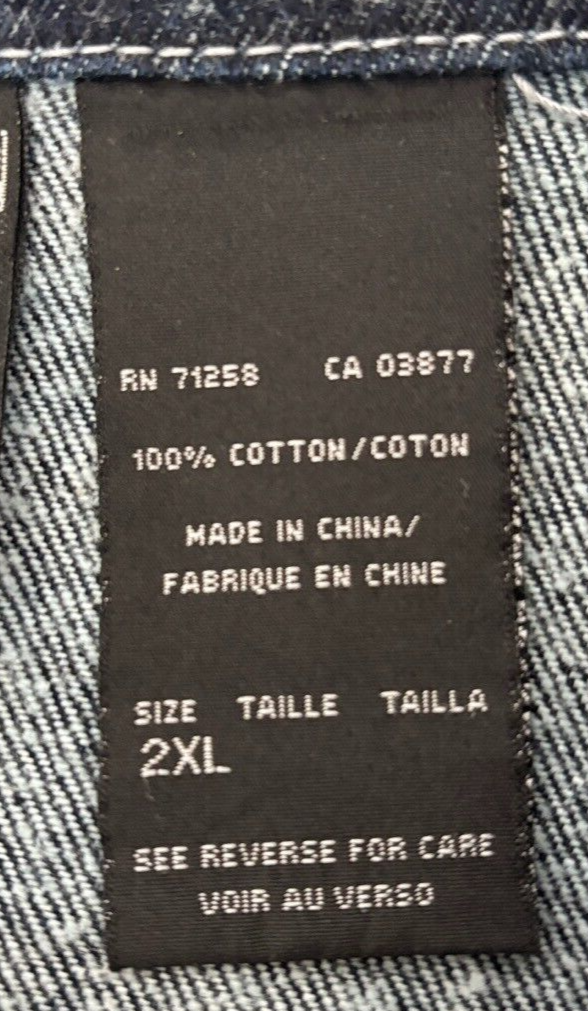 RN 71258 CA 03877
100% COTTON/COTON
MADE IN CHINA/
FABRIQUE EN CHINE
SIZE TAILLE TAILLA
2XL
SEE REVERSE FOR CARE
VOIR AU VERSO